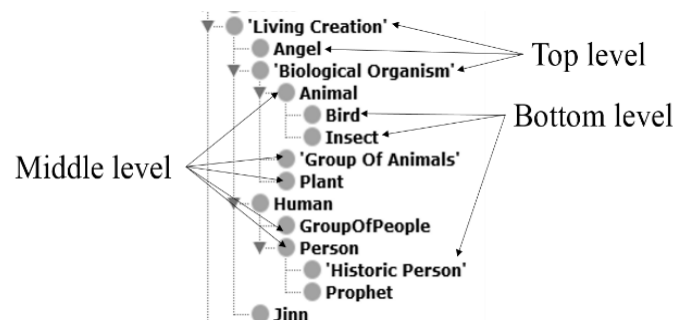 'Living Creation'
Angel
Top level
'Biological Organism'
Animal
Bird
Bottom level
Insect
Middle level
'Group Of Animals'
Plant
Human
GroupOfPeople
Person
'Historic Person'
Prophet
Jinn